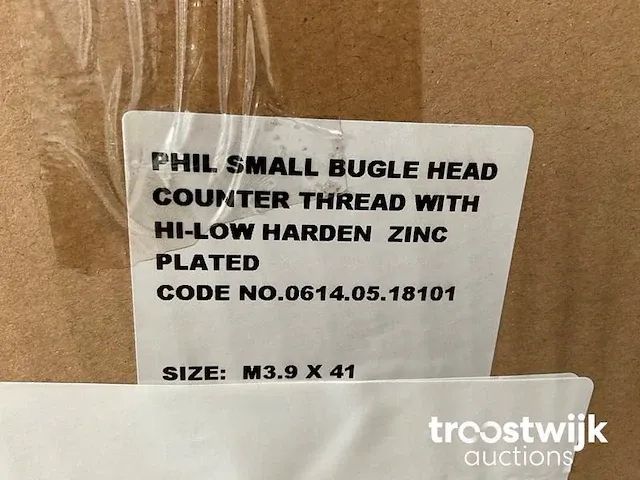 PHIL SMALL BUGLE HEAD
COUNTER THREAD WITH
HI-LOW HARDEN ZINC
PLATED
CODE NO.0614.05.18101
SIZE: M3.9 X 41
troostwijk
auctions